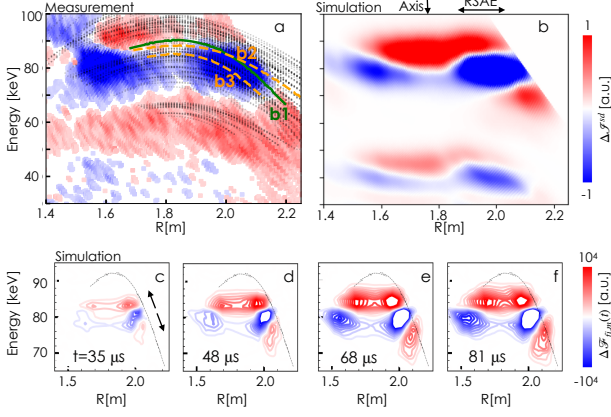 Measurement
Simulation
Axis
RSAE
a
b
b2
b3
b1
Energy [keV]
100
80
60
40
1.4
1.6
1.8
2.0
2.2
R[m]
1.4
1.6
1.8
2.0
2.2
R[m]
1
-1
[a.u.]
Simulation
c
d
e
f
Energy [keV]
90
80
70
t=35 μs
48 μs
68 μs
81 μs
1.5
2.0
1.5
2.0
1.5
2.0
1.5
2.0
R[m]
R[m]
10⁴
-10⁴
[a.u.]